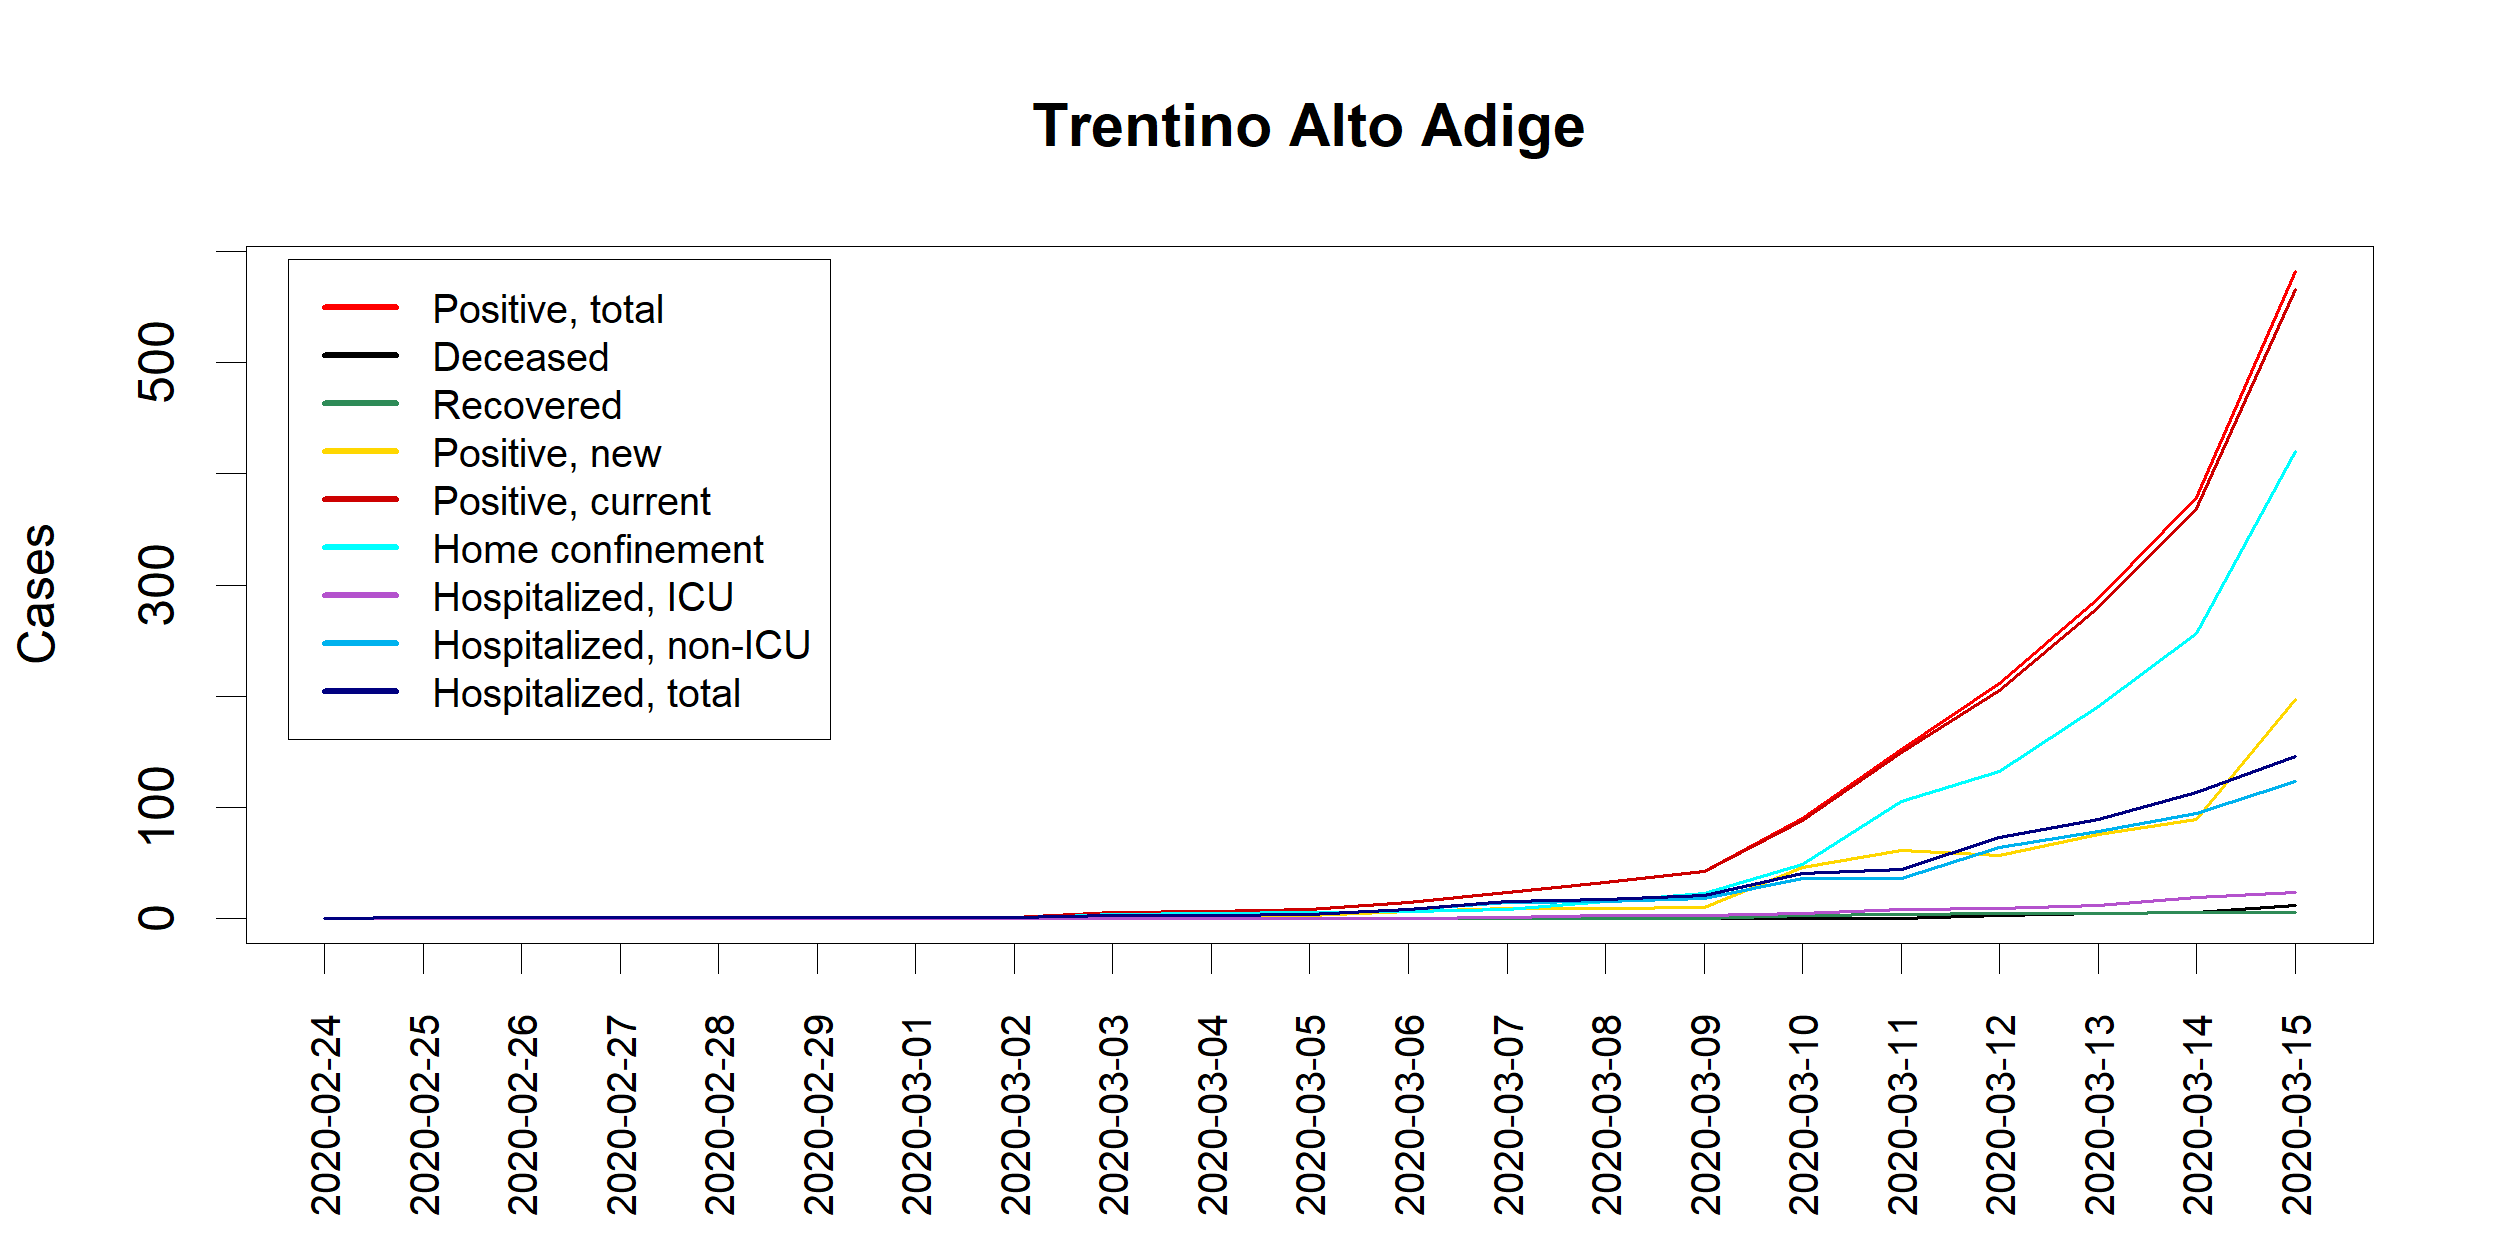 Trentino Alto Adige
Cases
500
300
100
0
Positive, total
Deceased
Recovered
Positive, new
Positive, current
Home confinement
Hospitalized, ICU
Hospitalized, non-ICU
Hospitalized, total
2020-02-24
2020-02-25
2020-02-26
2020-02-27
2020-02-28
2020-02-29
2020-03-01
2020-03-02
2020-03-03
2020-03-04
2020-03-05
2020-03-06
2020-03-07
2020-03-08
2020-03-09
2020-03-10
2020-03-11
2020-03-12
2020-03-13
2020-03-14
2020-03-15